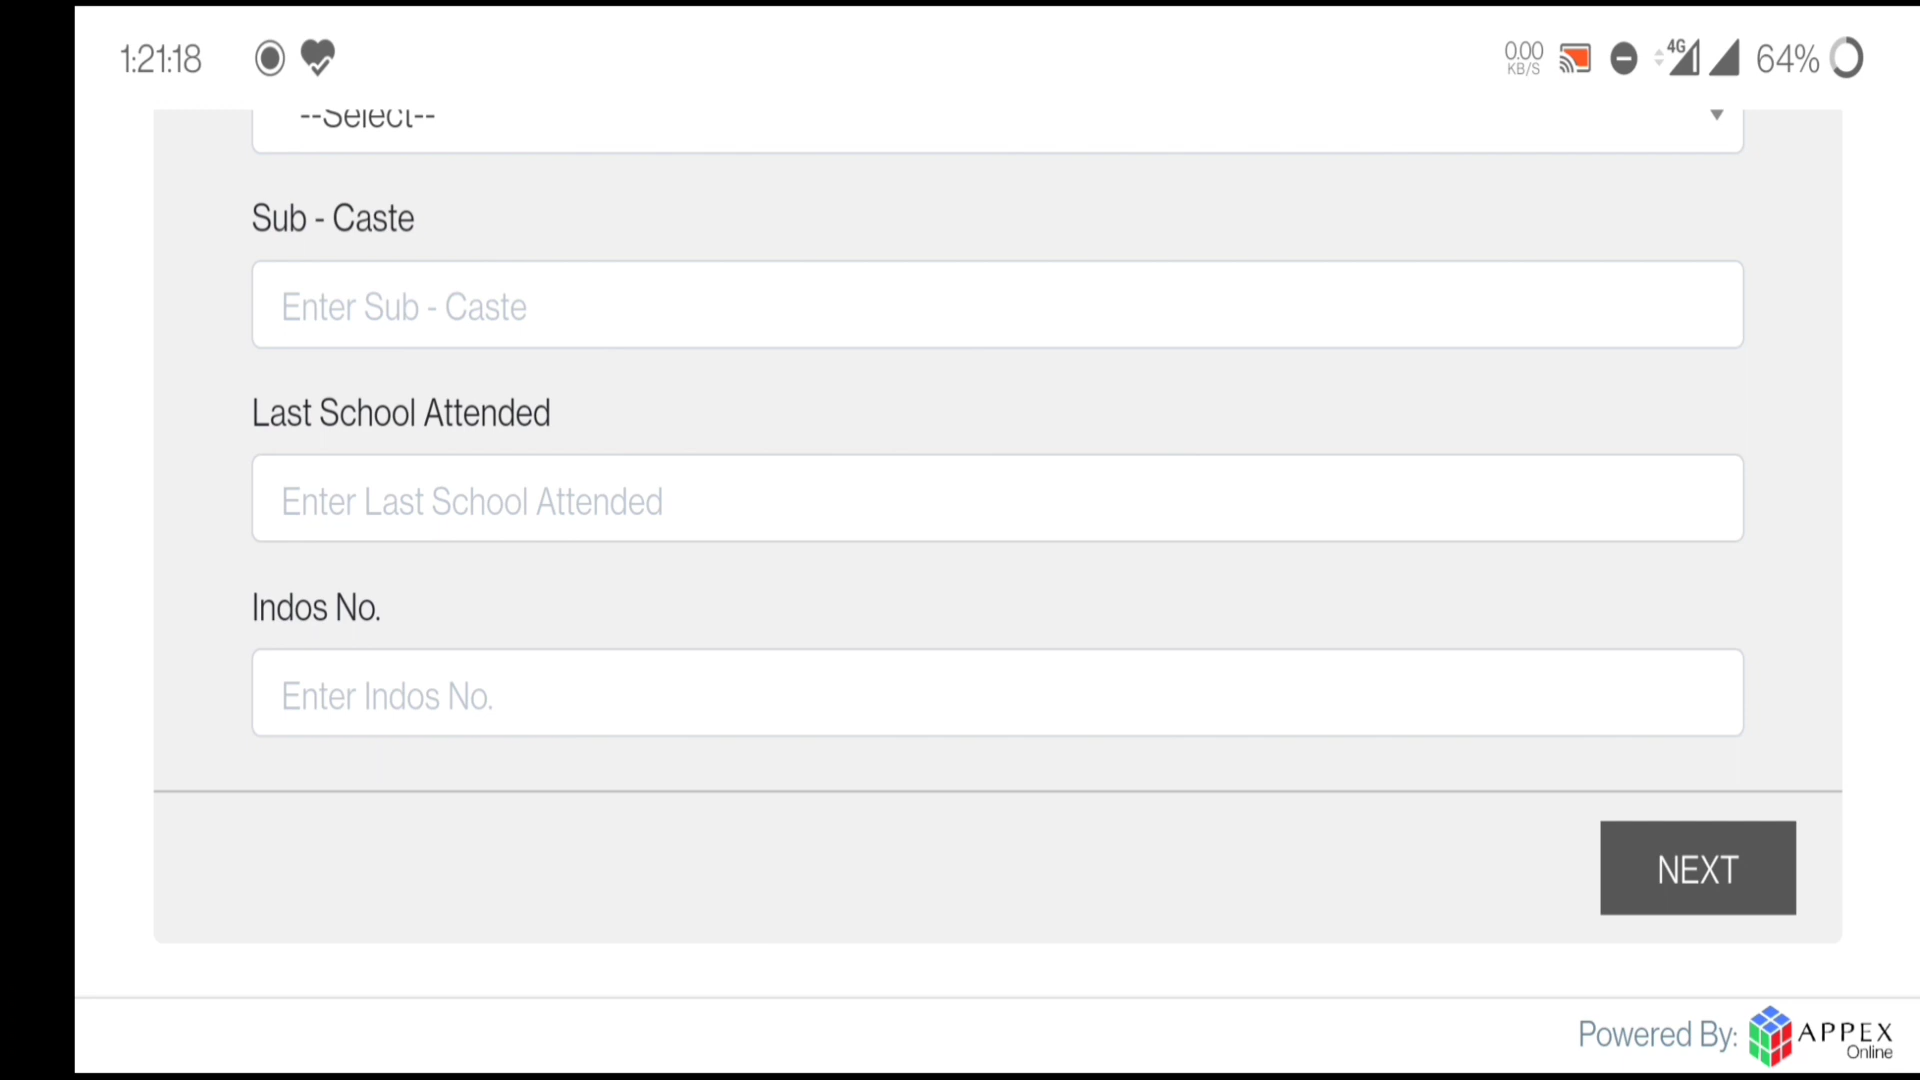 1:21:18
0.00
KB/S
4G
64%
--Select--
Sub - Caste
Enter Sub - Caste
Last School Attended
Enter Last School Attended
Indos No.
Enter Indos No.
NEXT
Powered By: APPEX
Online